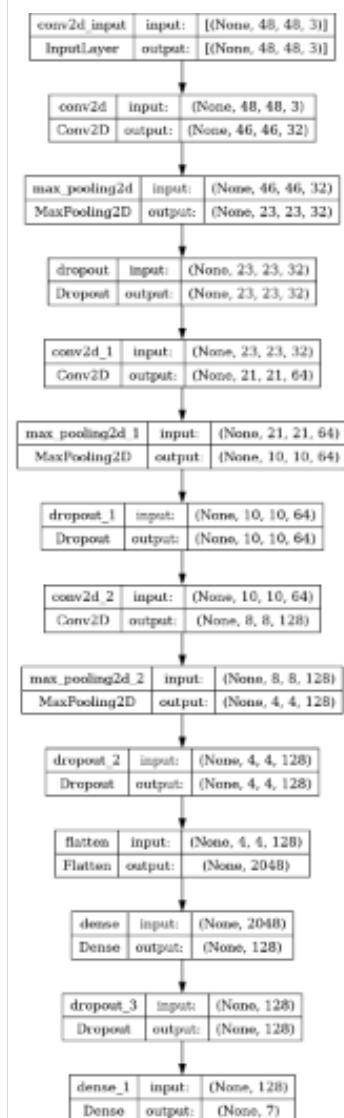 conv2d_input input: [(None, 48, 48, 3)]
InputLayer output: [(None, 48, 48, 3)]
conv2d input: (None, 48, 48, 3)
Conv2D output: (None, 46, 46, 32)
max_pooling2d input: (None, 46, 46, 32)
MaxPooling2D output: (None, 23, 23, 32)
dropout input: (None, 23, 23, 32)
Dropout output: (None, 23, 23, 32)
conv2d_1 input: (None, 23, 23, 32)
Conv2D output: (None, 21, 21, 64)
max_pooling2d_1 input: (None, 21, 21, 64)
MaxPooling2D output: (None, 10, 10, 64)
dropout_1 input: (None, 10, 10, 64)
Dropout output: (None, 10, 10, 64)
conv2d_2 input: (None, 10, 10, 64)
Conv2D output: (None, 8, 8, 128)
max_pooling2d_2 input: (None, 8, 8, 128)
MaxPooling2D output: (None, 4, 4, 128)
dropout_2 input: (None, 4, 4, 128)
Dropout output: (None, 4, 4, 128)
flatten input: (None, 4, 4, 128)
Flatten output: (None, 2048)
dense input: (None, 2048)
Dense output: (None, 128)
dropout_3 input: (None, 128)
Dropout output: (None, 128)
dense_1 input: (None, 128)
Dense output: (None, 7)